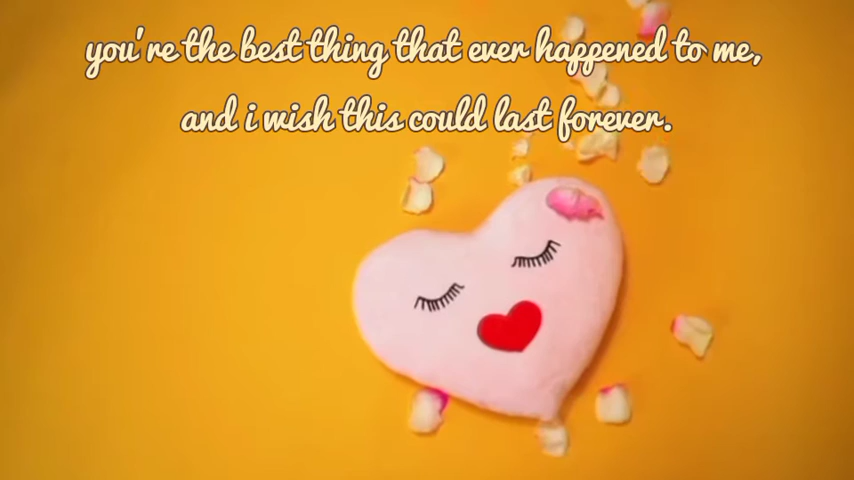 you're the best thing that ever happened to me,
and i wish this could last forever.